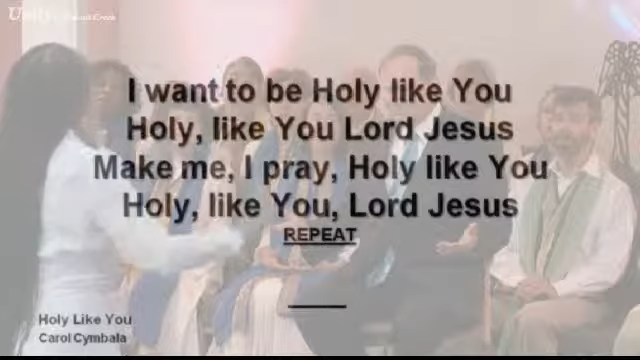 Unity
I want to be Holy like You
Holy, like You Lord Jesus
Make me, I pray, Holy like You
Holy, like You, Lord Jesus
REPEAT
Holy Like You
Carol Cymbala